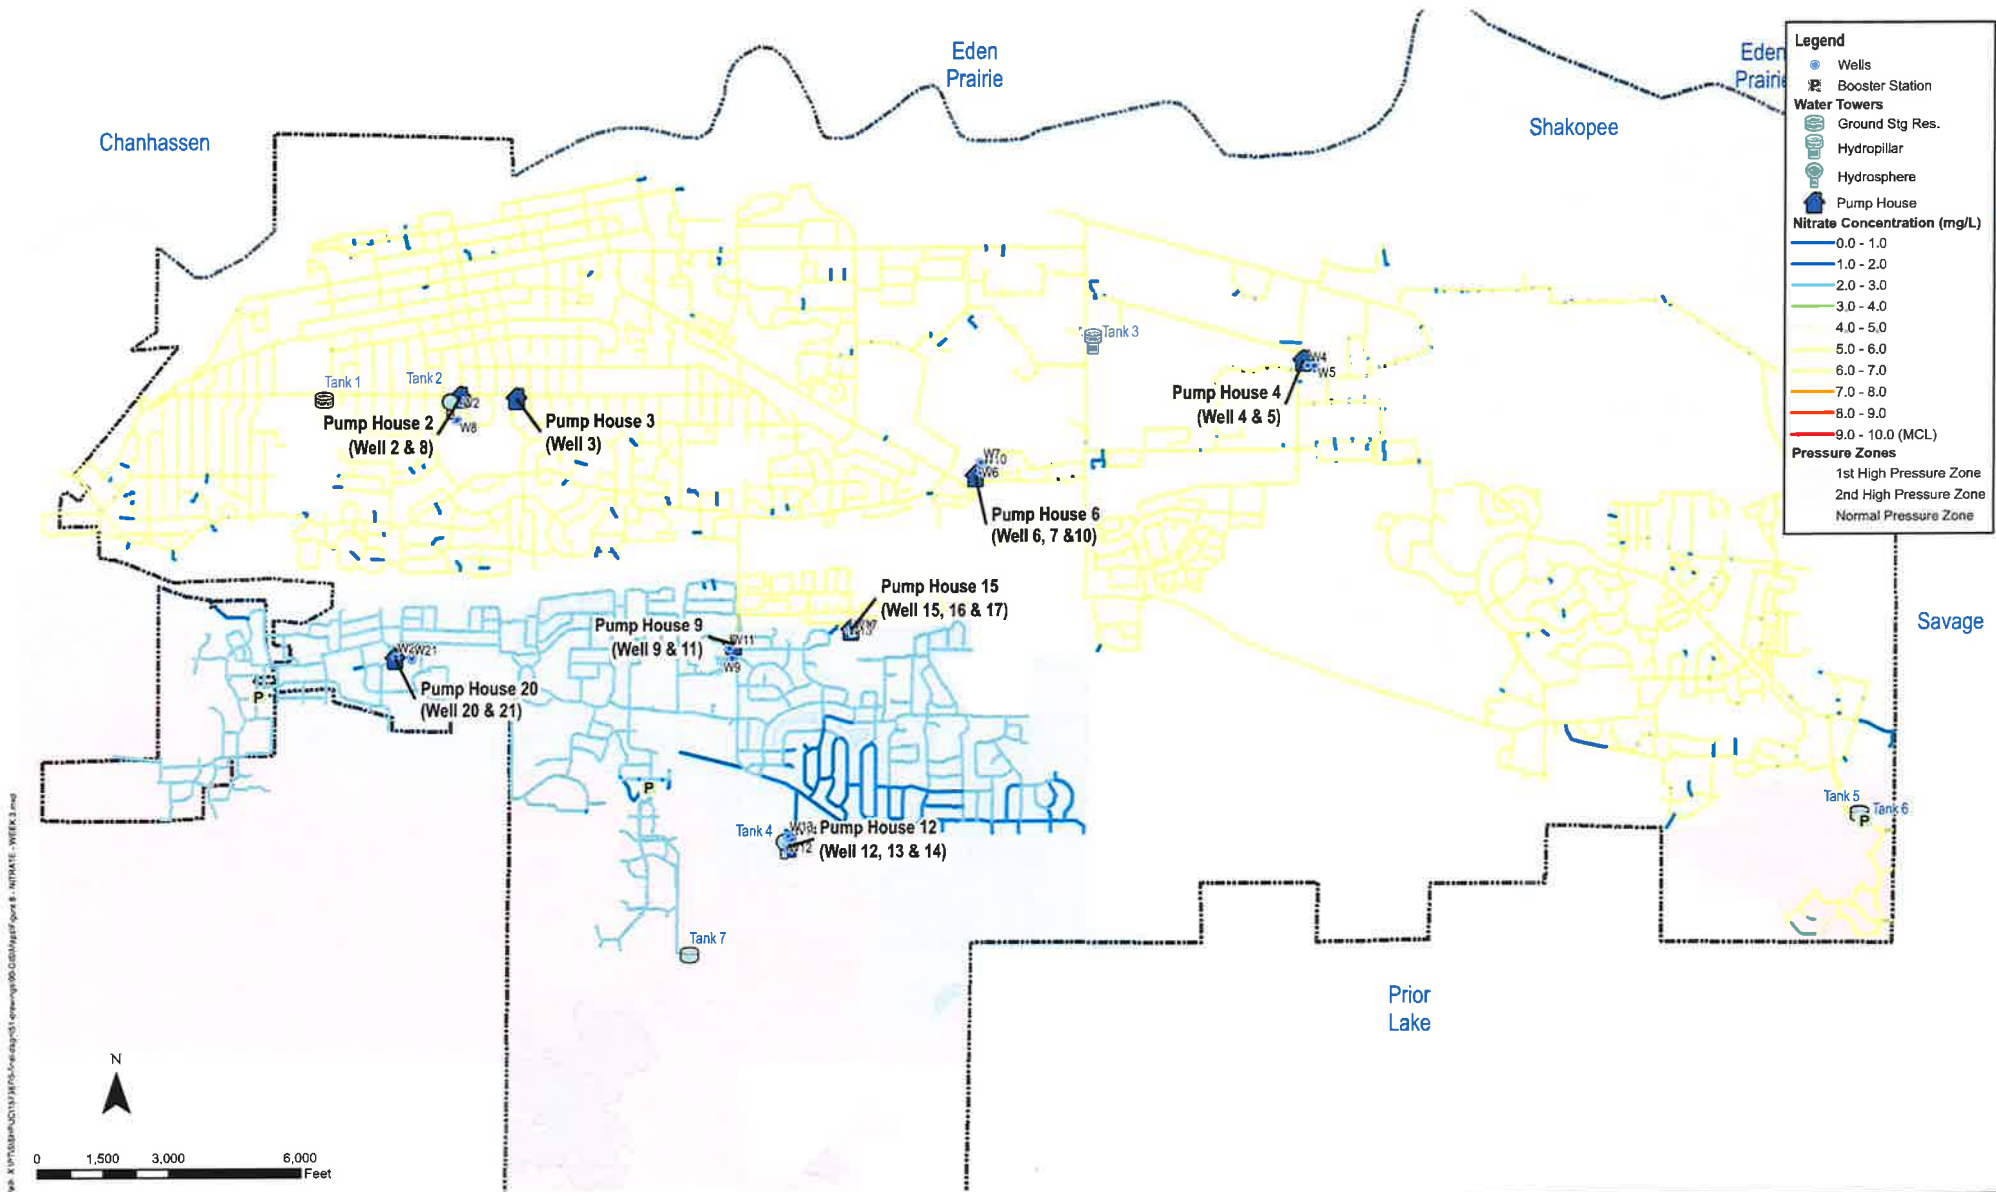 Eden
Prairie
Eden
Prairie
Chanhassen
Shakopee
Legend
Wells
P Booster Station
Water Towers
Ground Stg Res.
Hydropillar
Hydrosphere
Pump House
Nitrate Concentration (mg/L)
0.0 - 1.0
1.0 - 2.0
2.0 - 3.0
3.0 - 4.0
4.0 - 5.0
5.0 - 6.0
6.0 - 7.0
7.0 - 8.0
8.0 - 9.0
9.0 - 10.0 (MCL)
Pressure Zones
1st High Pressure Zone
2nd High Pressure Zone
Normal Pressure Zone
Tank 3
W4
W5
Tank 1
Tank 2
W8
Pump House 2
(Well 2 & 8)
Pump House 3
(Well 3)
Pump House 4
(Well 4 & 5)
W7
W6
Pump House 6
(Well 6, 7 &10)
Pump House 15
(Well 15, 16 & 17)
Pump House 9
(Well 9 & 11)
W11
W9
W21
Pump House 20
(Well 20 & 21)
P
Savage
P
Tank 4
Pump House 12
(Well 12, 13 & 14)
Tank 5
Tank 6
P
Tank 7
Prior
Lake
N
0 1,500 3,000 6,000
Feet